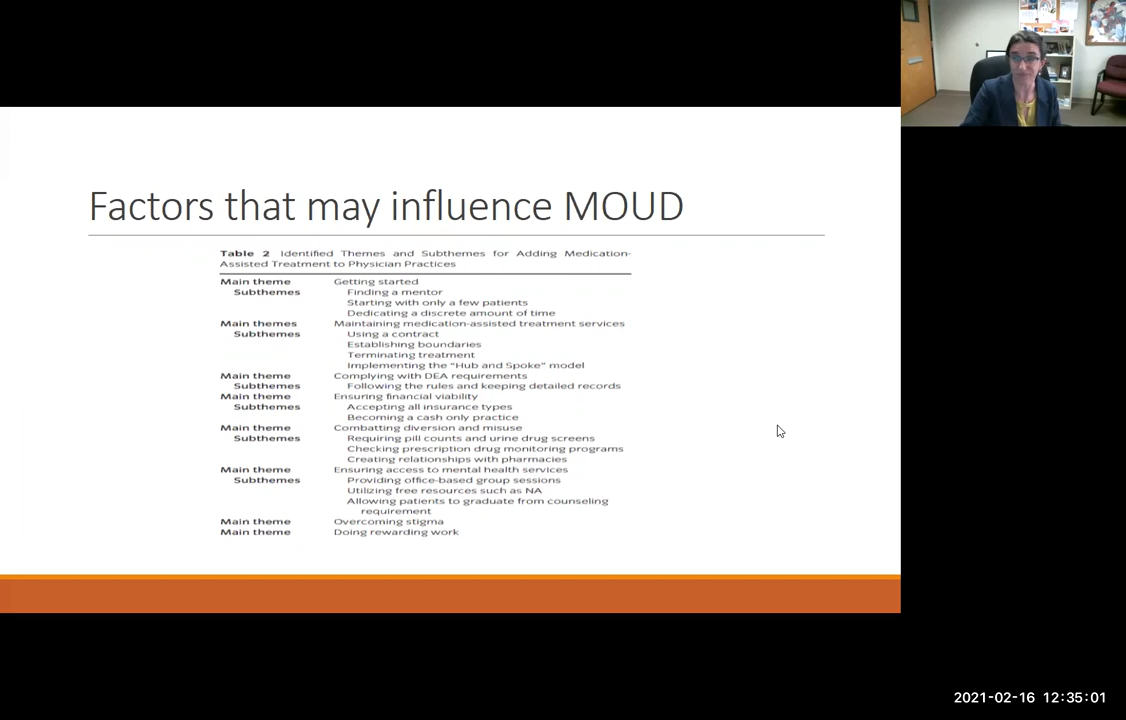 Factors that may influence MOUD
Table 2 Identified Themes and Subthemes for Adding Medication-
Assisted Treatment to Physician Practices
Main theme Getting started
Subthemes Finding a mentor
Starting with only a few patients
Dedicating a discrete amount of time
Main themes Maintaining medication-assisted treatment services
Subthemes Using a contract
Establishing boundaries
Terminating treatment
Implementing the “Hub and Spoke” model
Main theme Complying with DEA requirements
Subthemes Following the rules and keeping detailed records
Main theme Ensuring financial viability
Subthemes Accepting all insurance types
Becoming a cash only practice
Main theme Combatting diversion and misuse
Subthemes Requiring pill counts and urine drug screens
Checking prescription drug monitoring programs
Creating relationships with pharmacies
Main theme Ensuring access to mental health services
Subthemes Providing office-based group sessions
Utilizing free resources such as NA
Allowing patients to graduate from counseling
requirement
Main theme Overcoming stigma
Main theme Doing rewarding work
2021-02-16 12:35:01